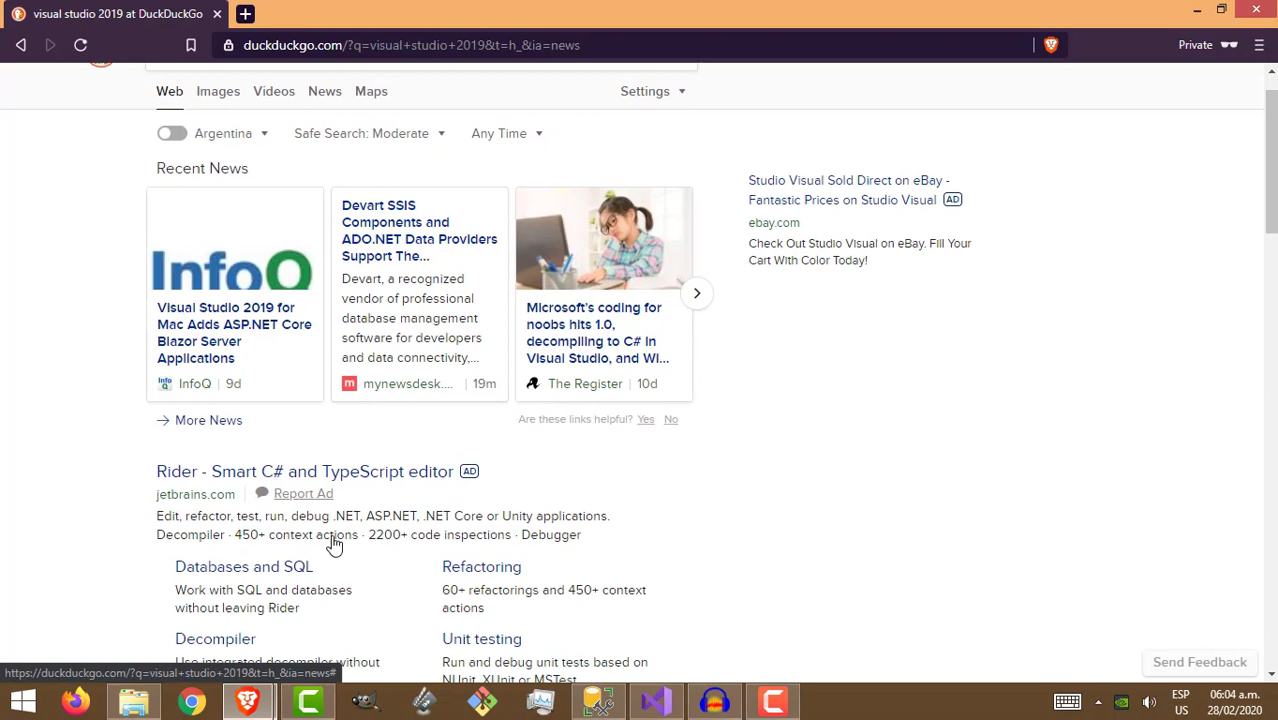 visual studio 2019 at DuckDuckGo
duckduckgo.com/?q=visual+studio+2019&t=h_&ia=news
Private
Web Images Videos News Maps Settings
Argentina Safe Search: Moderate Any Time
Recent News
InfoQ
Visual Studio 2019 for
Mac Adds ASP.NET Core
Blazor Server
Applications
InfoQ 9d
Devart SSIS
Components and
ADO.NET Data Providers
Support The...
Devart, a recognized
vendor of professional
database management
software for developers
and data connectivity,...
m mynewsdesk.... 19m
Microsoft's coding for
noobs hits 1.0,
decompiling to C# in
Visual Studio, and Wi...
The Register 10d
More News
Are these links helpful? Yes No
Studio Visual Sold Direct on eBay -
Fantastic Prices on Studio Visual AD
ebay.com
Check Out Studio Visual on eBay. Fill Your
Cart With Color Today!
Rider - Smart C# and TypeScript editor AD
jetbrains.com Report Ad
Edit, refactor, test, run, debug .NET, ASP.NET, .NET Core or Unity applications.
Decompiler · 450+ context actions · 2200+ code inspections · Debugger
Databases and SQL
Work with SQL and databases
without leaving Rider
Refactoring
60+ refactorings and 450+ context
actions
Decompiler
Use integrated decompiler without
Unit testing
Run and debug unit tests based on
NUnit, XUnit or MSTest
Send Feedback
https://duckduckgo.com/?q=visual+studio+2019&t=h_&ia=news#
ESP
US
06:04 a.m.
28/02/2020